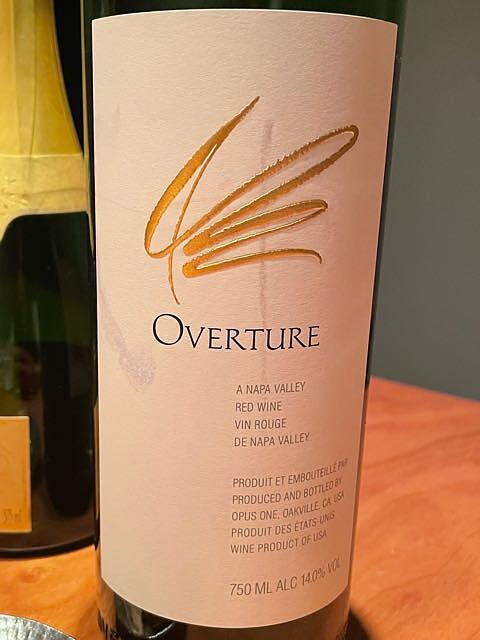 OVERTURE
A NAPA VALLEY
RED WINE
VIN ROUGE
DE NAPA VALLEY
PRODUIT ET EMBOUTEILLÉ PAR
PRODUCED AND BOTTLED BY
OPUS ONE, OAKVILLE, CA. USA
PRODUIT DES ÉTATS-UNIS
WINE PRODUCT OF USA
750 ML ALC 14.0% VOL